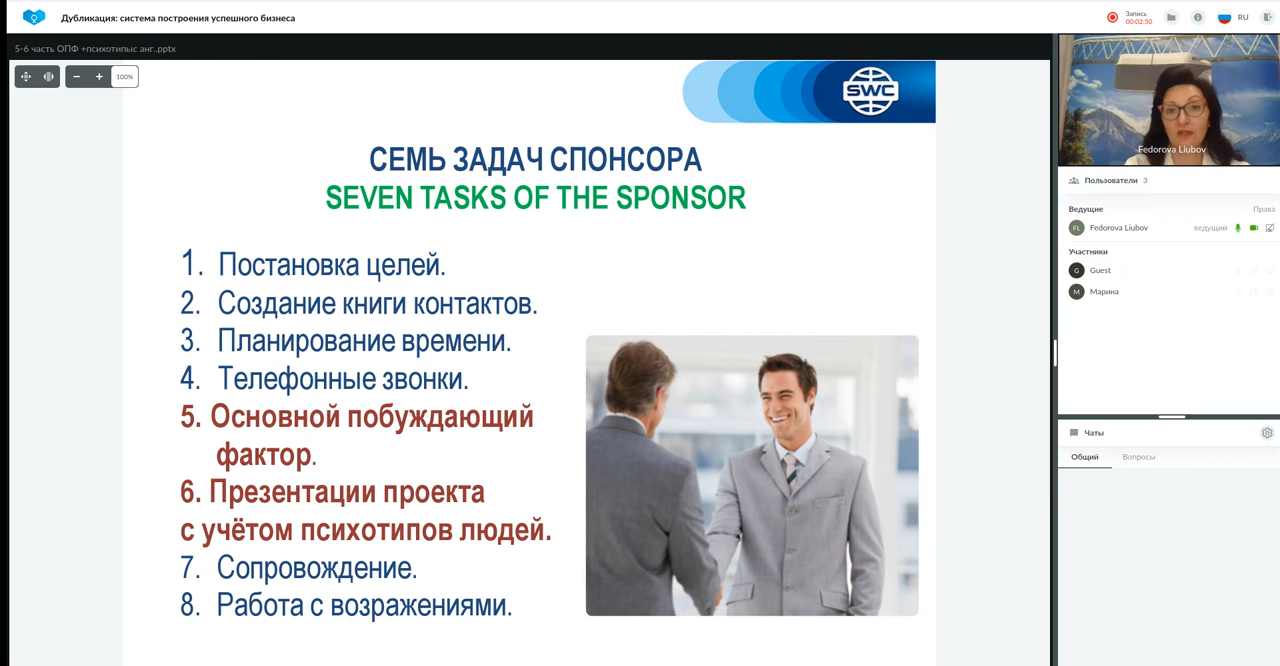 Дубликация: система построения успешного бизнеса
Запись
00:02:50
RU
5-6 часть ОПФ +психотипыс анг..pptx
100%
SWC
СЕМЬ ЗАДАЧ СПОНСОРА
SEVEN TASKS OF THE SPONSOR
1. Постановка целей.
2. Создание книги контактов.
3. Планирование времени.
4. Телефонные звонки.
5. Основной побуждающий
фактор.
6. Презентации проекта
с учётом психотипов людей.
7. Сопровождение.
8. Работа с возражениями.
Fedorova Liubov
Пользователи 3
Ведущие
Права
FL Fedorova Liubov ведущий
Участники
G Guest
М Марина
Чаты
Общий
Вопросы